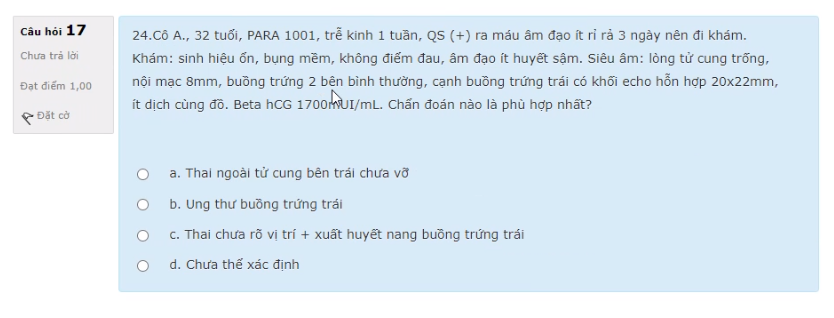 Câu hỏi 17
Chưa trả lời
Đạt điểm 1,00
Đặt cờ
24.Cô A., 32 tuổi, PARA 1001, trễ kinh 1 tuần, QS (+) ra máu âm đạo ít rỉ rả 3 ngày nên đi khám.
Khám: sinh hiệu ổn, bụng mềm, không điểm đau, âm đạo ít huyết sậm. Siêu âm: lòng tử cung trống,
nội mạc 8mm, buồng trứng 2 bên bình thường, cạnh buồng trứng trái có khối echo hỗn hợp 20x22mm,
ít dịch cùng đồ. Beta hCG 1700mUI/mL. Chẩn đoán nào là phù hợp nhất?
a. Thai ngoài tử cung bên trái chưa vỡ
b. Ung thư buồng trứng trái
c. Thai chưa rõ vị trí + xuất huyết nang buồng trứng trái
d. Chưa thể xác định